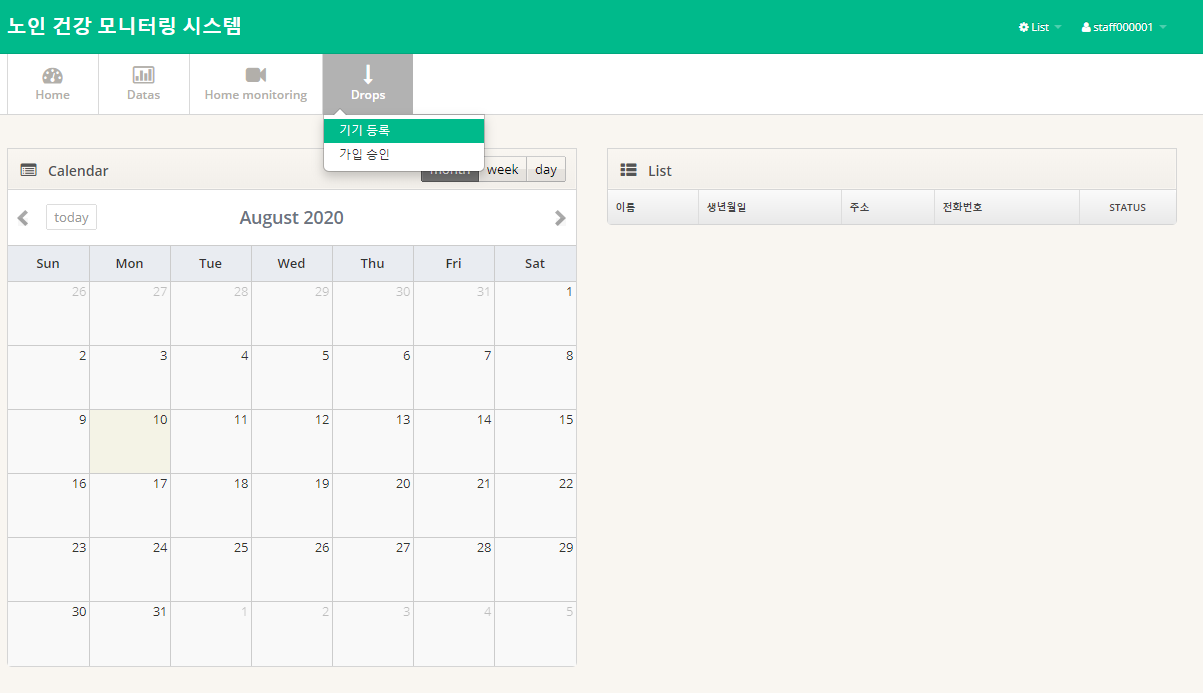 노인 건강 모니터링 시스템
List
staff000001
Home
Datas
Home monitoring
Drops
기기 등록
가입 승인
Calendar
month
week
day
today
August 2020
Sun Mon Tue Wed Thu Fri Sat
26 27 28 29 30 31 1
2 3 4 5 6 7 8
9 10 11 12 13 14 15
16 17 18 19 20 21 22
23 24 25 26 27 28 29
30 31 1 2 3 4 5
List
이름 생년월일 주소 전화번호 STATUS